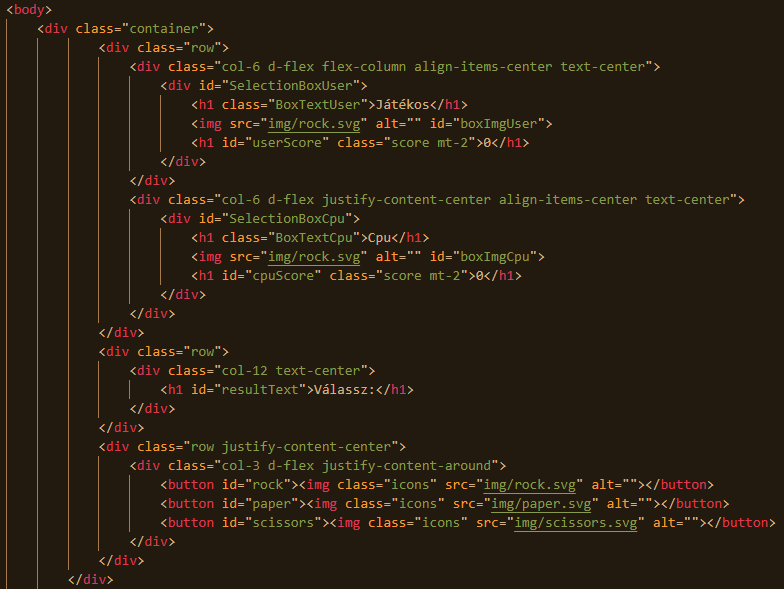 <body>
<div class="container">
<div class="row">
<div class="col-6 d-flex flex-column align-items-center text-center">
<div id="SelectionBoxUser">
<h1 class="BoxTextUser">Játékos</h1>
<img src="img/rock.svg" alt="" id="boxImgUser">
<h1 id="userScore" class="score mt-2">0</h1>
</div>
</div>
<div class="col-6 d-flex justify-content-center align-items-center text-center">
<div id="SelectionBoxCpu">
<h1 class="BoxTextCpu">Cpu</h1>
<img src="img/rock.svg" alt="" id="boxImgCpu">
<h1 id="cpuScore" class="score mt-2">0</h1>
</div>
</div>
</div>
<div class="row">
<div class="col-12 text-center">
<h1 id="resultText">Válassz:</h1>
</div>
</div>
<div class="row justify-content-center">
<div class="col-3 d-flex justify-content-around">
<button id="rock"><img class="icons" src="img/rock.svg" alt=""></button>
<button id="paper"><img class="icons" src="img/paper.svg" alt=""></button>
<button id="scissors"><img class="icons" src="img/scissors.svg" alt=""></button>
</div>
</div>
</div>